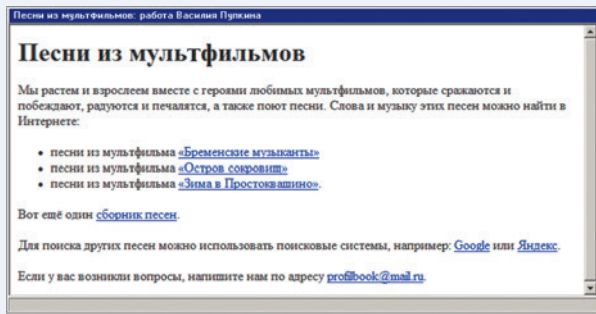 Песни из мультфильмов: работа Василия Пупкина
Песни из мультфильмов
Мы растем и взрослеем вместе с героями любимых мультфильмов, которые сражаются и
побеждают, радуются и печалятся, а также поют песни. Слова и музыку этих песен можно найти в
Интернете:
• песни из мультфильма «Бременские музыканты»
• песни из мультфильма «Остров сокровищ»
• песни из мультфильма «Зима в Простоквашино».
Вот ещё один сборник песен.
Для поиска других песен можно использовать поисковые системы, например: Google или Яндекс.
Если у вас возникли вопросы, напишите нам по адресу profilbook@mail.ru.